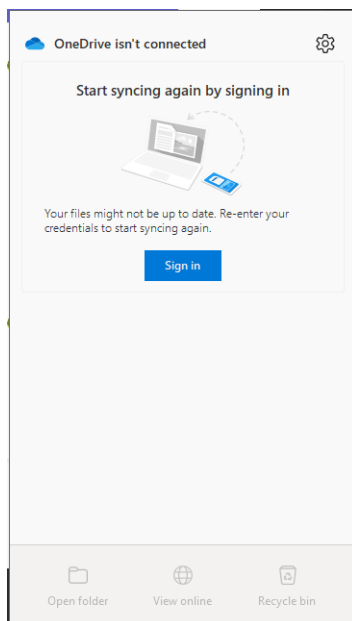 OneDrive isn't connected
Start syncing again by signing in
Your files might not be up to date. Re-enter your
credentials to start syncing again.
Sign in
Open folder
View online
Recycle bin